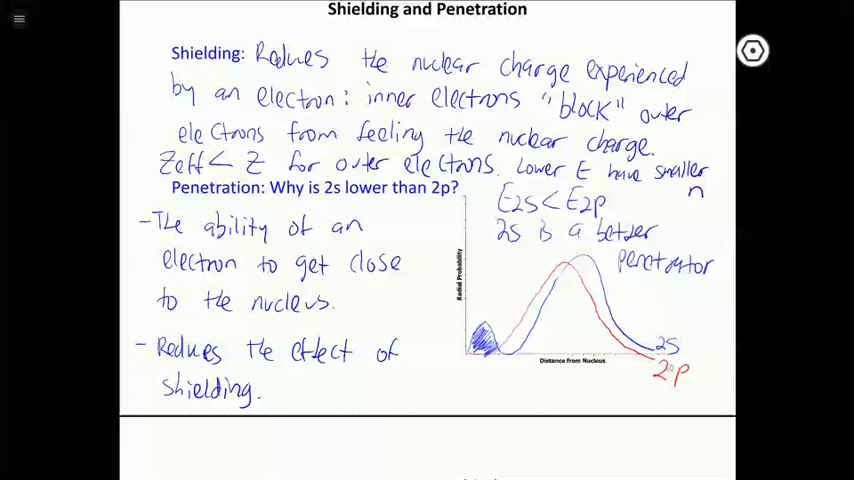 Shielding and Penetration
Shielding: Reduces the nuclear charge experienced
by an electron: inner electrons "block" outer
electrons from feeling the nuclear charge.
Zeff < Z for outer electrons. Lower E have smaller
n
Penetration: Why is 2s lower than 2p?
E2s < E2p
2s is a better
penetrator
- The ability of an
electron to get close
to the nucleus.
- Reduces the effect of
shielding.
Radial Probability
2s
2p
Distance from Nucleus